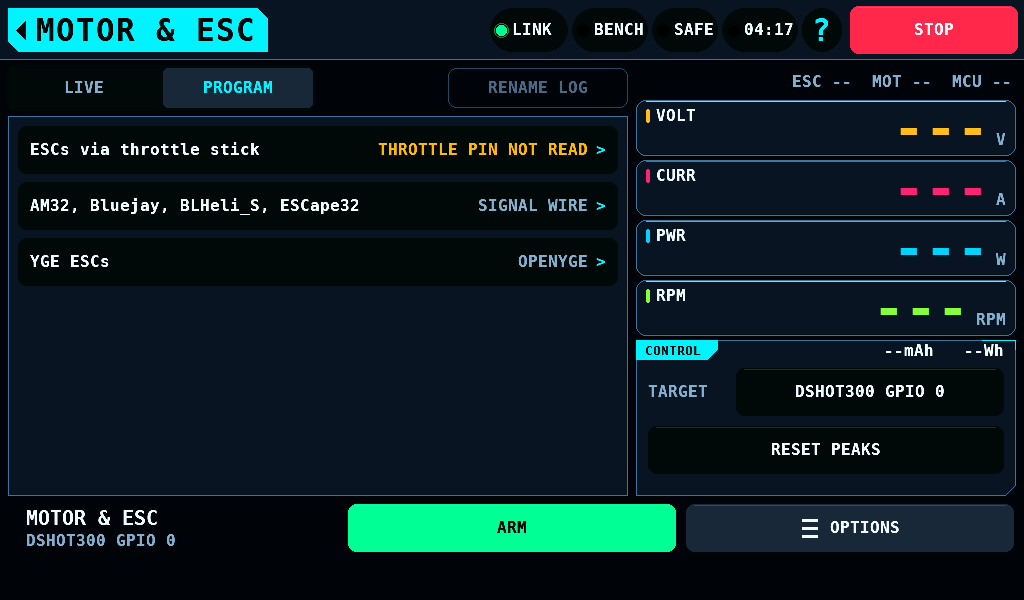 MOTOR & ESC
LINK
BENCH
SAFE
04:17
?
STOP
LIVE
PROGRAM
RENAME LOG
ESC -- MOT -- MCU --
ESCs via throttle stick THROTTLE PIN NOT READ >
AM32, Bluejay, BLHeli_S, ESCape32 SIGNAL WIRE >
YGE ESCs OPENYGE >
VOLT
--- V
CURR
--- A
PWR
--- W
RPM
--- RPM
CONTROL
--mAh --Wh
TARGET
DSHOT300 GPIO 0
RESET PEAKS
MOTOR & ESC
DSHOT300 GPIO 0
ARM
OPTIONS